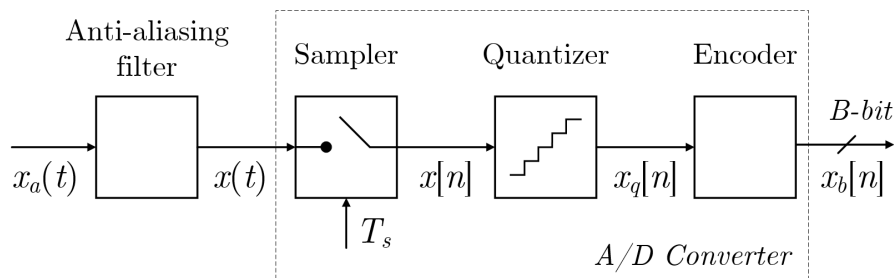 Anti-aliasing
filter
Sampler
Quantizer
Encoder
B-bit
x_a(t)
x(t)
x[n]
x_q[n]
x_b[n]
T_s
A/D Converter